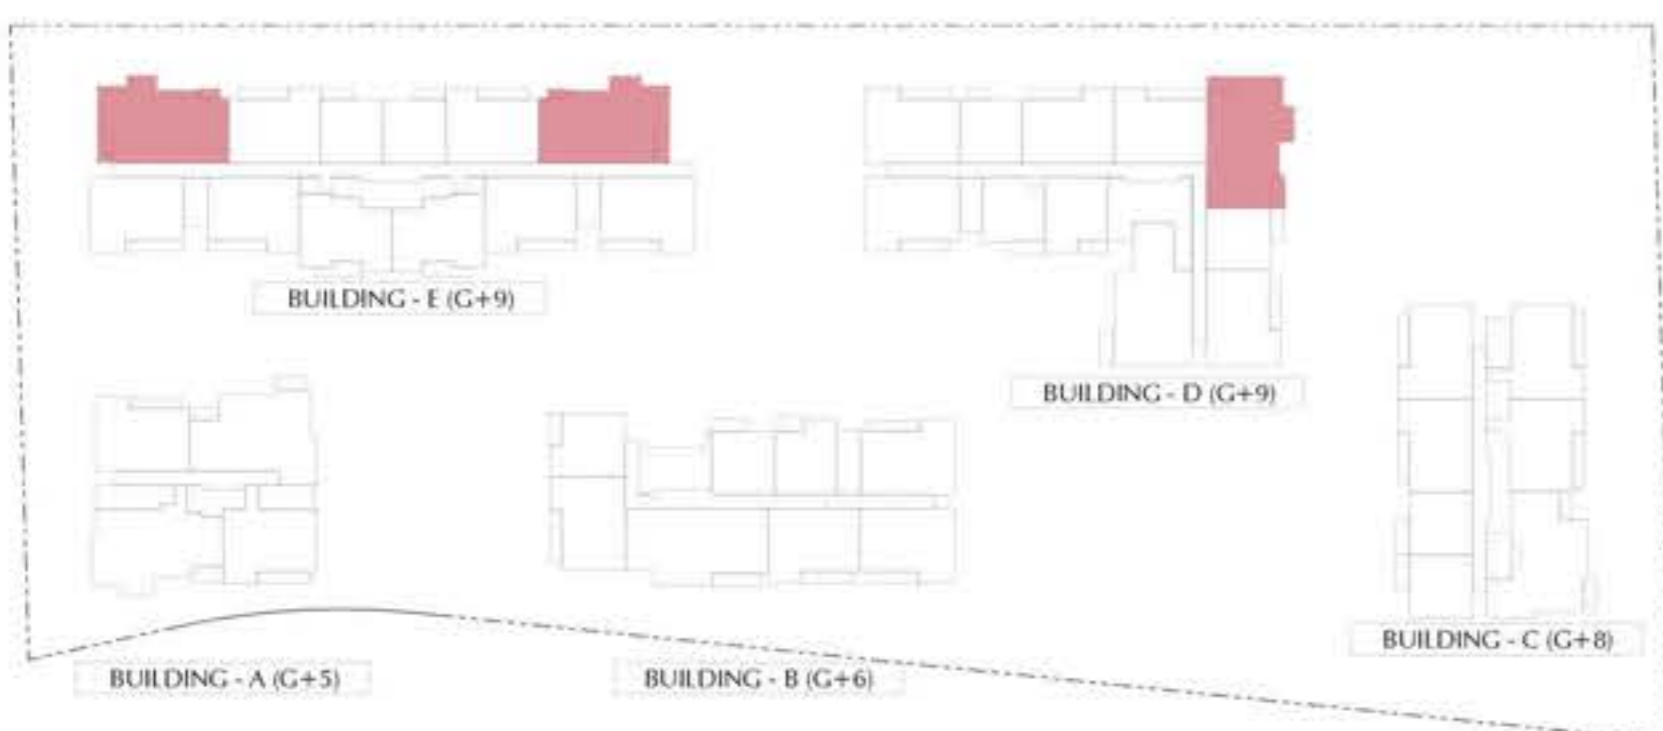 BUILDING - E (G+9)
BUILDING - D (G+9)
BUILDING - C (G+8)
BUILDING - A (G+5)
BUILDING - B (G+6)